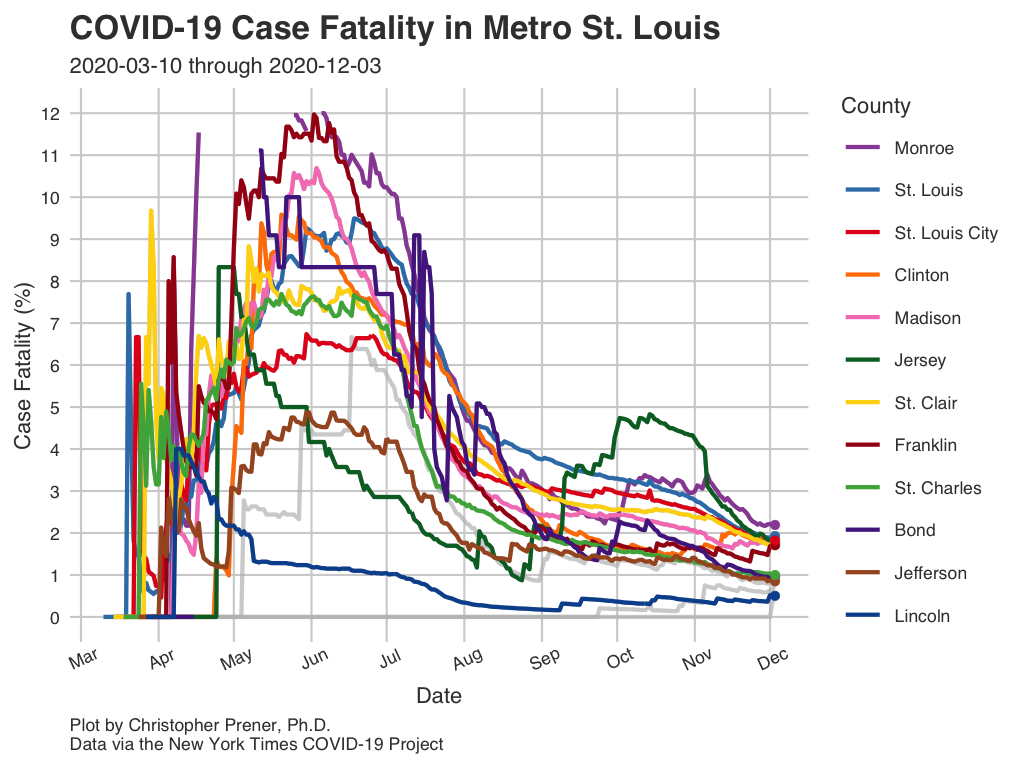 COVID-19 Case Fatality in Metro St. Louis
2020-03-10 through 2020-12-03
Case Fatality (%)
12
11
10
9
8
7
6
5
4
3
2
1
0
Mar
Apr
May
Jun
Jul
Aug
Sep
Oct
Nov
Dec
Date
County
Monroe
St. Louis
St. Louis City
Clinton
Madison
Jersey
St. Clair
Franklin
St. Charles
Bond
Jefferson
Lincoln
Plot by Christopher Prener, Ph.D.
Data via the New York Times COVID-19 Project